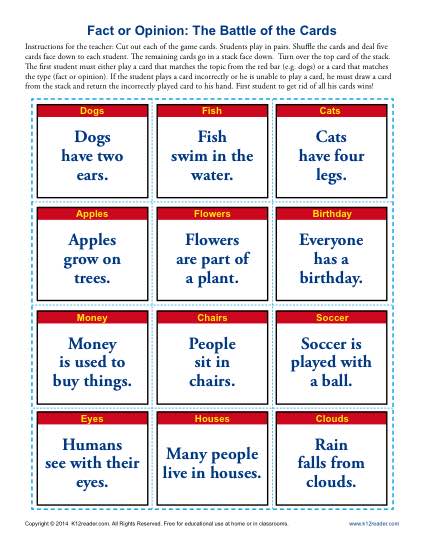 Fact or Opinion: The Battle of the Cards
Instructions for the teacher: Cut out each of the game cards. Students play in pairs. Shuffle the cards and deal five
cards face down to each student. The remaining cards go in a stack face down. Turn over the top card of the stack.
The first student must either play a card that matches the topic from the red bar (e.g. dogs) or a card that matches
the type (fact or opinion). If the student plays a card incorrectly or he is unable to play a card, he must draw a card
from the stack and return the incorrectly played card to his hand. First student to get rid of all his cards wins!
Dogs
Dogs
have two
ears.
Fish
Fish
swim in the
water.
Cats
Cats
have four
legs.
Apples
Apples
grow on
trees.
Flowers
Flowers
are part of
a plant.
Birthday
Everyone
has a
birthday.
Money
Money
is used to
buy things.
Chairs
People
sit in
chairs.
Soccer
Soccer is
played with
a ball.
Eyes
Humans
see with their
eyes.
Houses
Many people
live in houses.
Clouds
Rain
falls from
clouds.
Copyright © 2014 K12reader.com. All Rights Reserved. Free for educational use at home or in classrooms.
www.k12reader.com